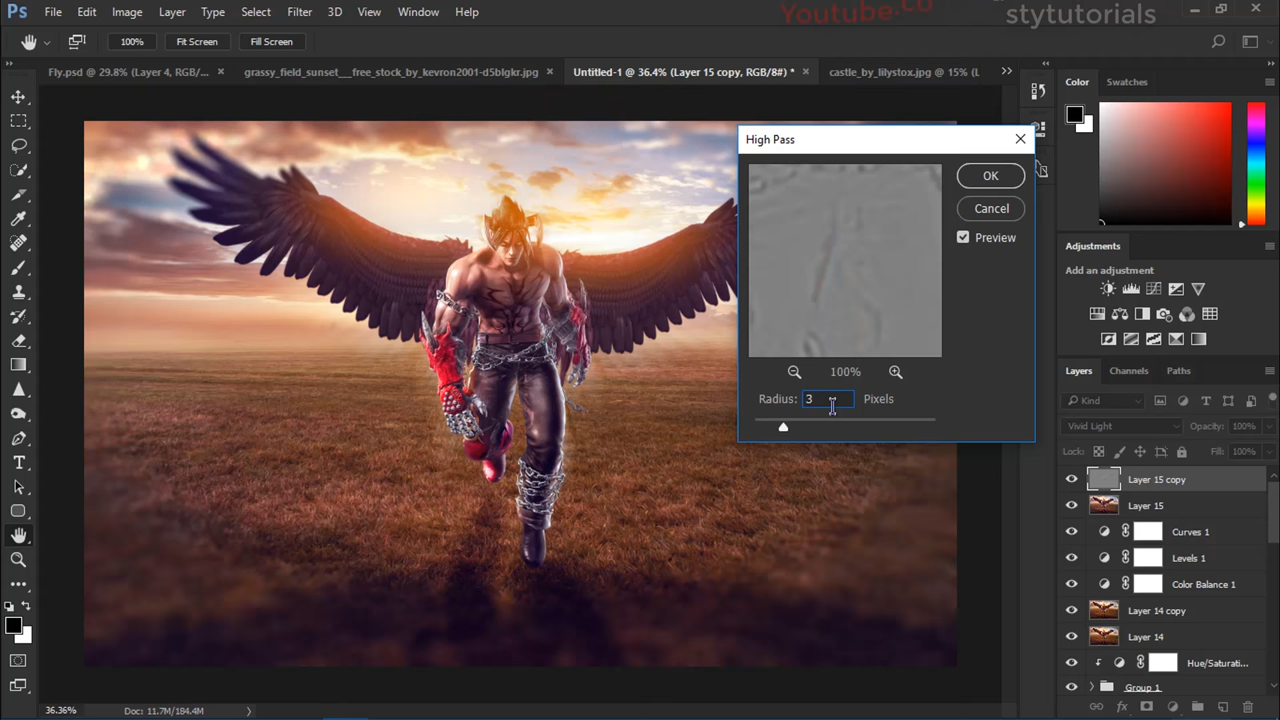 Ps File Edit Image Layer Type Select Filter 3D View Window Help
Youtube.co
stytutorials
100% Fit Screen Fill Screen
Fly.psd @ 29.8% (Layer 4, RGB/...
grassy_field_sunset__free_stock_by_kevron2001-d5blgkr.jpg
Untitled-1 @ 36.4% (Layer 15 copy, RGB/8#) *
castle_by_lilystox.jpg @ 15% (L
High Pass
OK
Cancel
Preview
100%
Radius: 3 Pixels
Color Swatches
Adjustments
Add an adjustment
Layers Channels Paths
Kind
Vivid Light Opacity: 100%
Lock: Fill: 100%
Layer 15 copy
Layer 15
Curves 1
Levels 1
Color Balance 1
Layer 14 copy
Layer 14
Hue/Saturati...
Group 1
36.36% Doc: 11.7M/184.4M